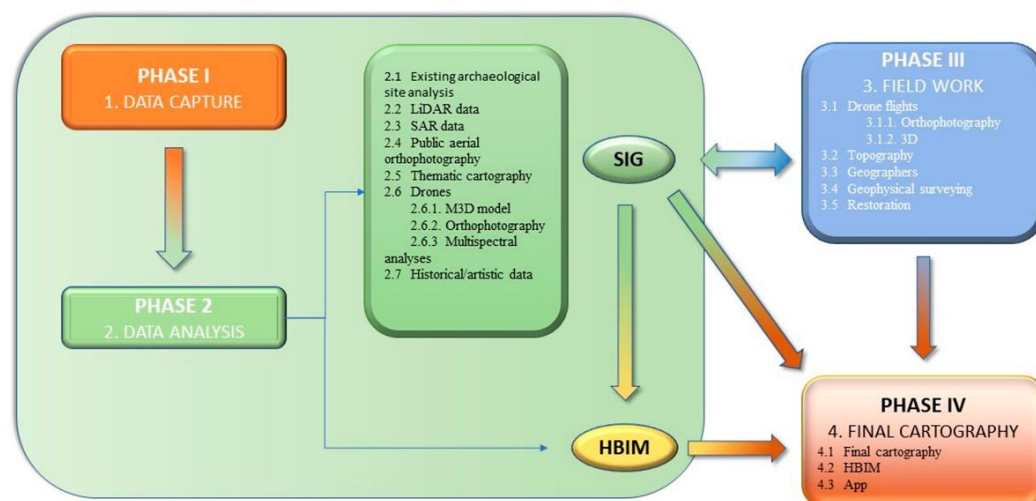 PHASE I
1. DATA CAPTURE
PHASE 2
2. DATA ANALYSIS
2.1 Existing archaeological
site analysis
2.2 LiDAR data
2.3 SAR data
2.4 Public aerial
orthophotography
2.5 Thematic cartography
2.6 Drones
2.6.1. M3D model
2.6.2. Orthophotography
2.6.3 Multispectral
analyses
2.7 Historical/artistic data
SIG
HBIM
PHASE III
3. FIELD WORK
3.1 Drone flights
3.1.1. Orthophotography
3.1.2. 3D
3.2 Topography
3.3 Geographers
3.4 Geophysical surveying
3.5 Restoration
PHASE IV
4. FINAL CARTOGRAPHY
4.1 Final cartography
4.2 HBIM
4.3 App